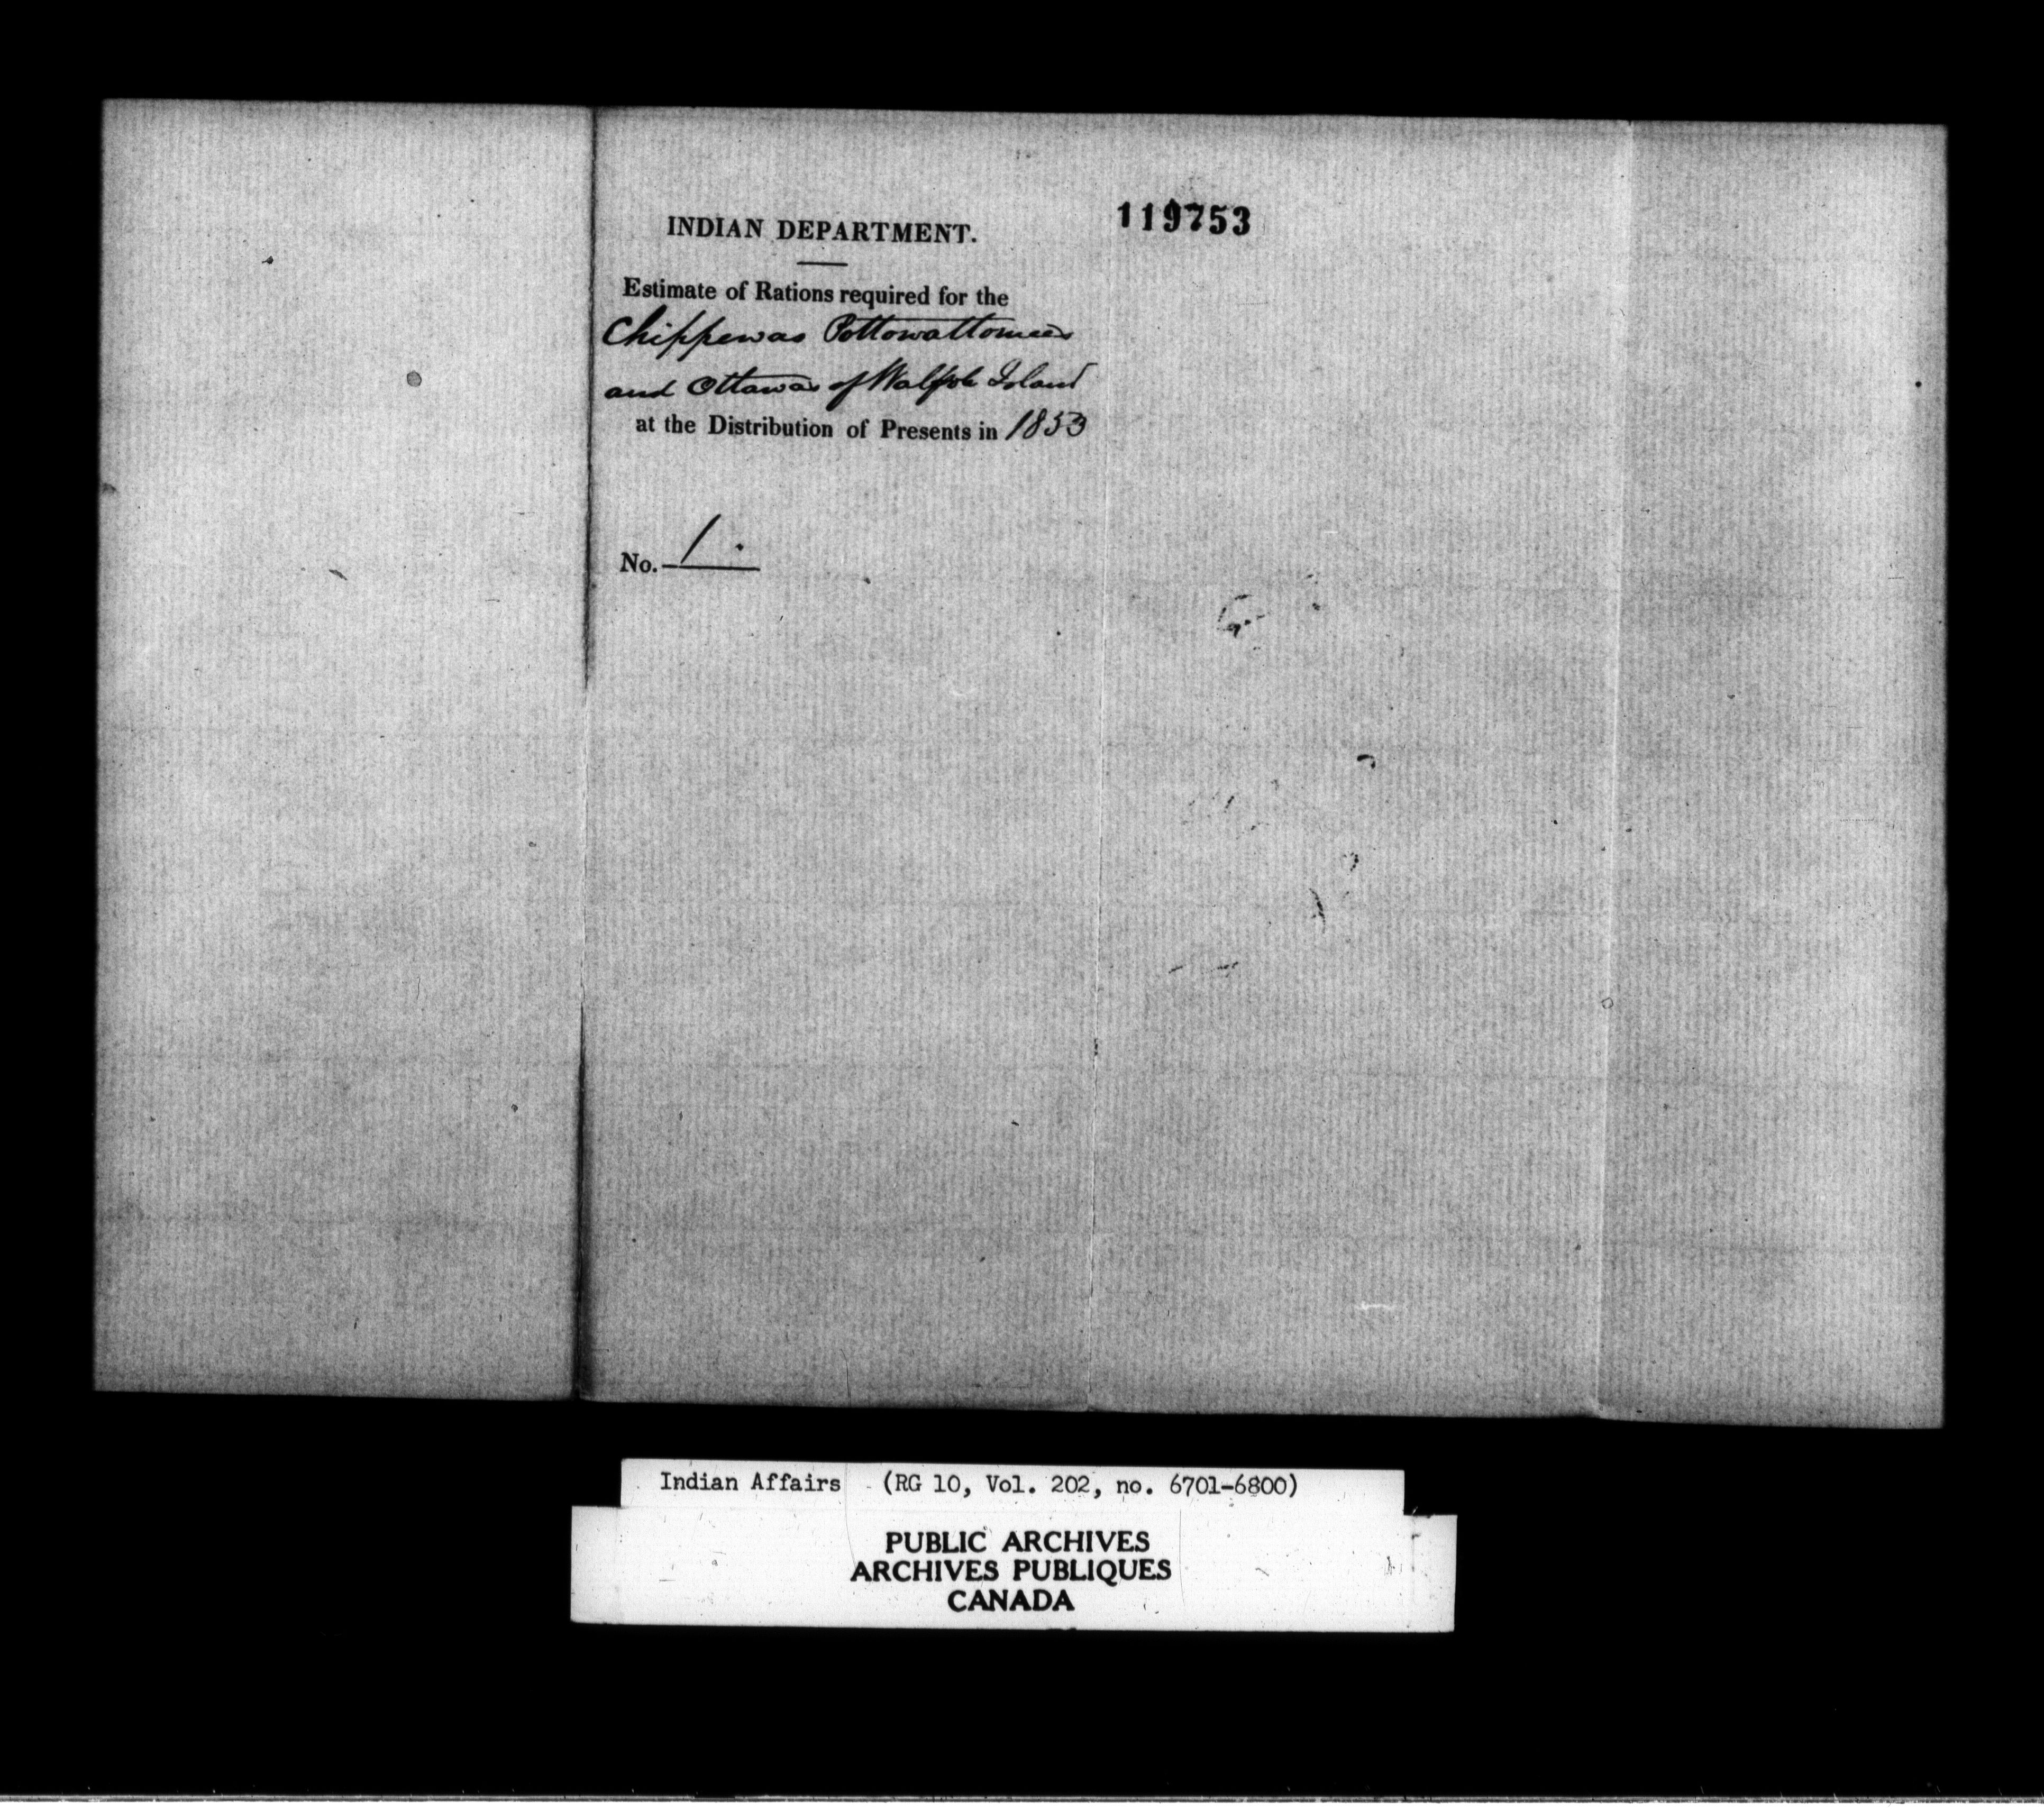 INDIAN DEPARTMENT.
119753
Estimate of Rations required for the
Chippewas Pottowattomies
and Ottawas of Walpole Island
at the Distribution of Presents in 1853
No. 1.
Indian Affairs (RG 10, Vol. 202, no. 6701-6800)
PUBLIC ARCHIVES
ARCHIVES PUBLIQUES
CANADA